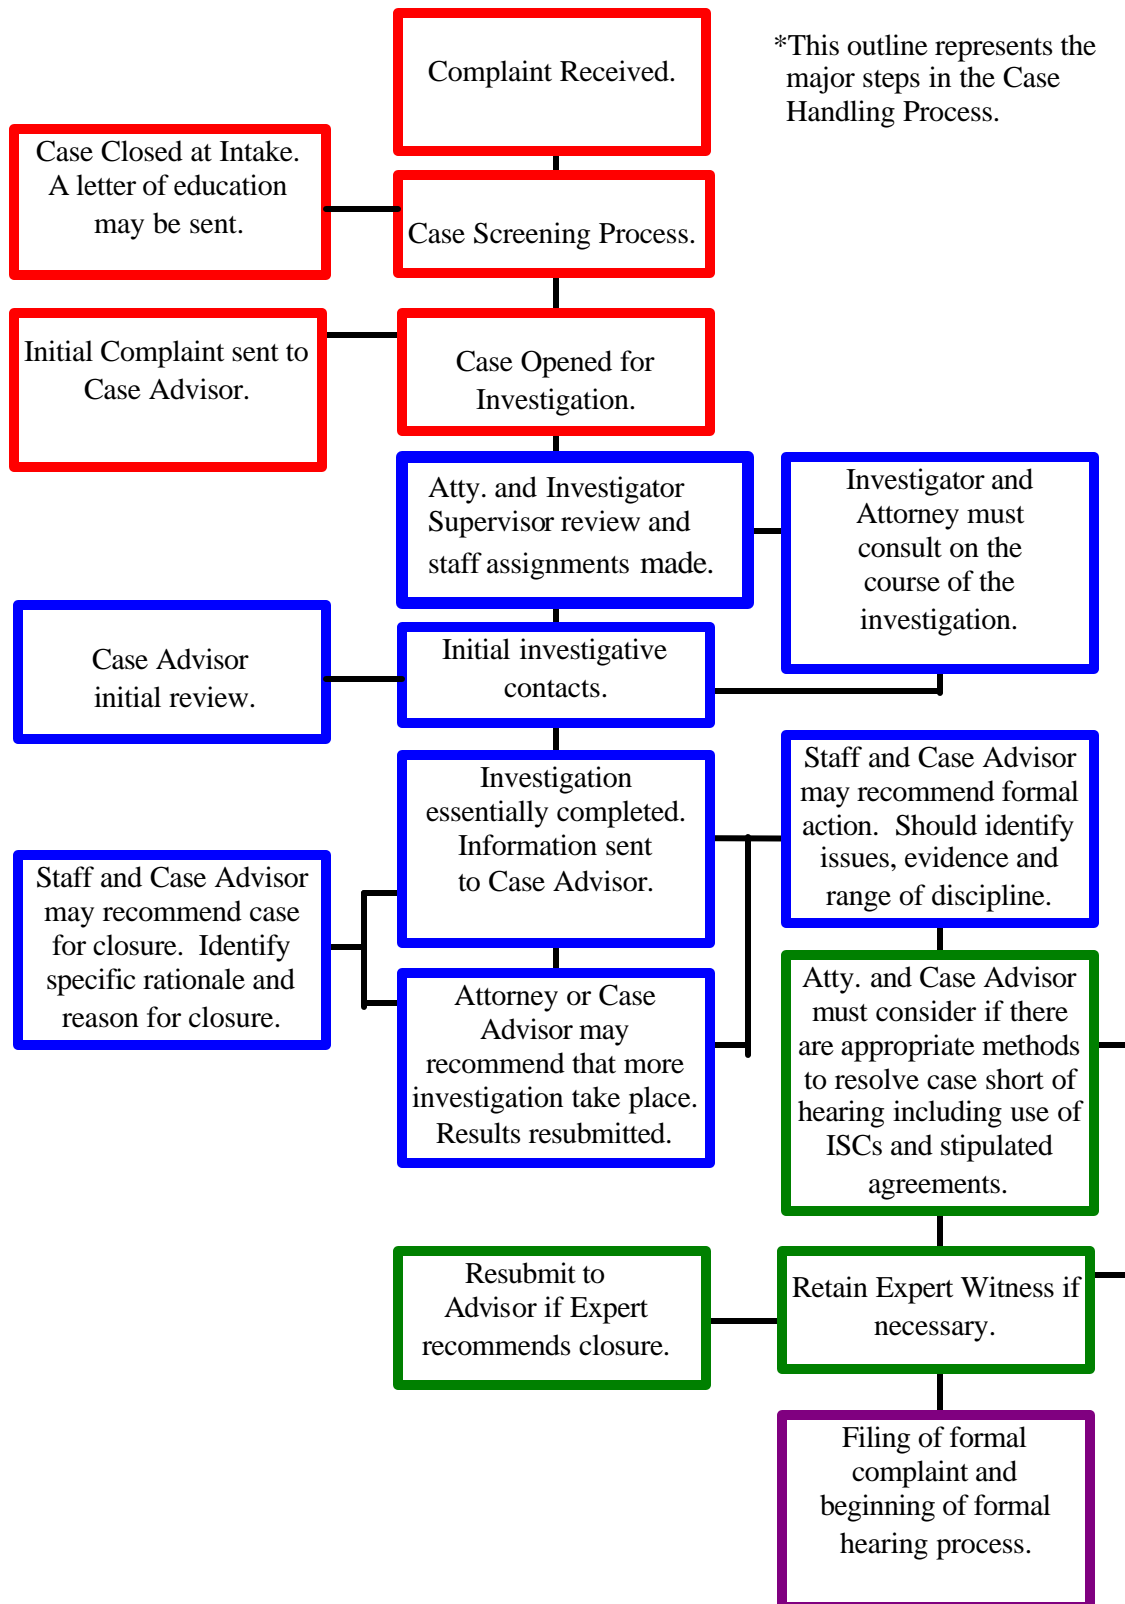 Complaint Received.
*This outline represents the
major steps in the Case
Handling Process.
Case Closed at Intake.
A letter of education
may be sent.
Case Screening Process.
Initial Complaint sent to
Case Advisor.
Case Opened for
Investigation.
Atty. and Investigator
Supervisor review and
staff assignments made.
Investigator and
Attorney must
consult on the
course of the
investigation.
Case Advisor
initial review.
Initial investigative
contacts.
Investigation
essentially completed.
Information sent
to Case Advisor.
Staff and Case Advisor
may recommend formal
action. Should identify
issues, evidence and
range of discipline.
Staff and Case Advisor
may recommend case
for closure. Identify
specific rationale and
reason for closure.
Attorney or Case
Advisor may
recommend that more
investigation take place.
Results resubmitted.
Atty. and Case Advisor
must consider if there
are appropriate methods
to resolve case short of
hearing including use of
ISCs and stipulated
agreements.
Resubmit to
Advisor if Expert
recommends closure.
Retain Expert Witness if
necessary.
Filing of formal
complaint and
beginning of formal
hearing process.